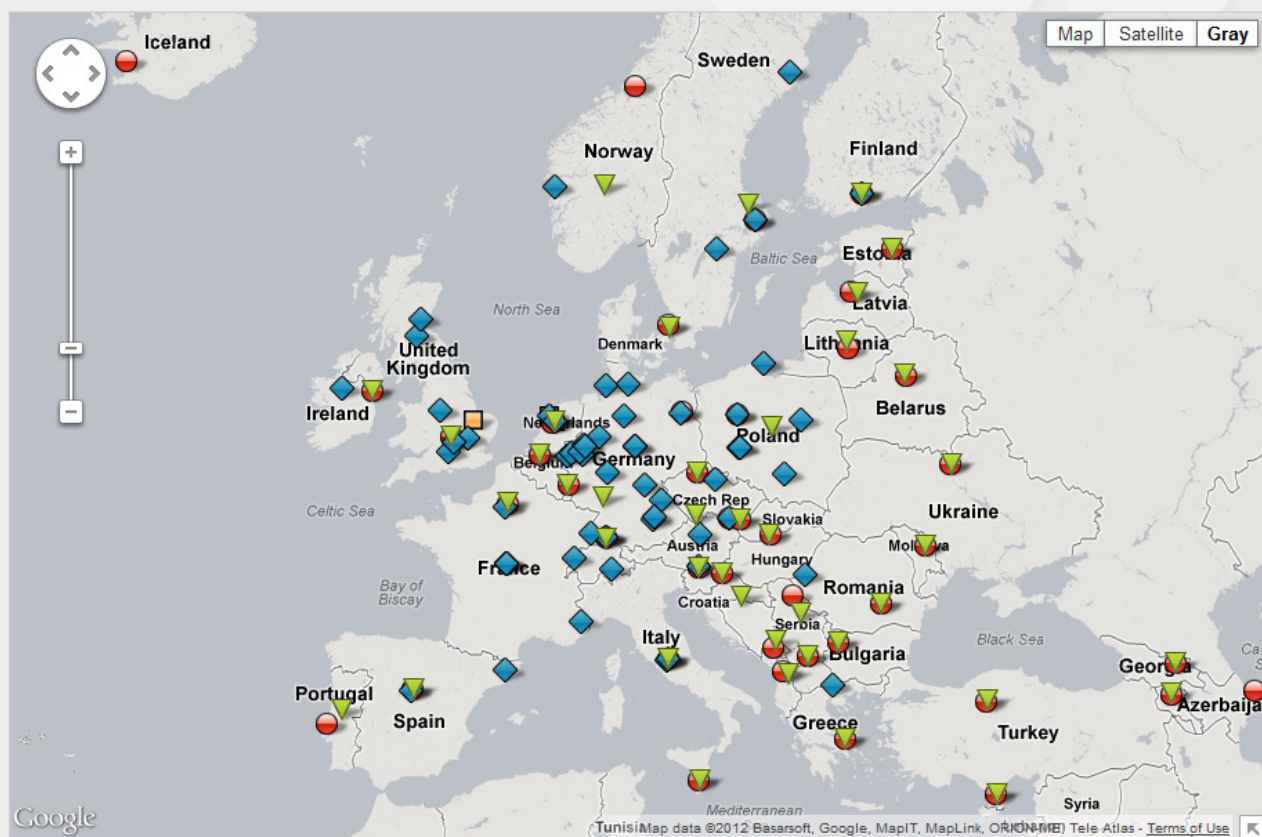 Iceland
Sweden
Map Satellite Gray
Norway
Finland
Baltic Sea
Estonia
North Sea
Latvia
Denmark
Lithuania
United
Kingdom
Belarus
Ireland
Netherlands
Poland
Belgium
Germany
Czech Rep
Celtic Sea
Ukraine
Slovakia
Austria
Moldova
Hungary
France
Bay of
Biscay
Romania
Croatia
Serbia
Italy
Black Sea
Bulgaria
Georgia
Portugal
Azerbaija
Spain
Greece
Turkey
Syria
Mediterranean
Google
Tunisia
Map data ©2012 Basarsoft, Google, MapIT, MapLink, ORION-ME, Tele Atlas - Terms of Use